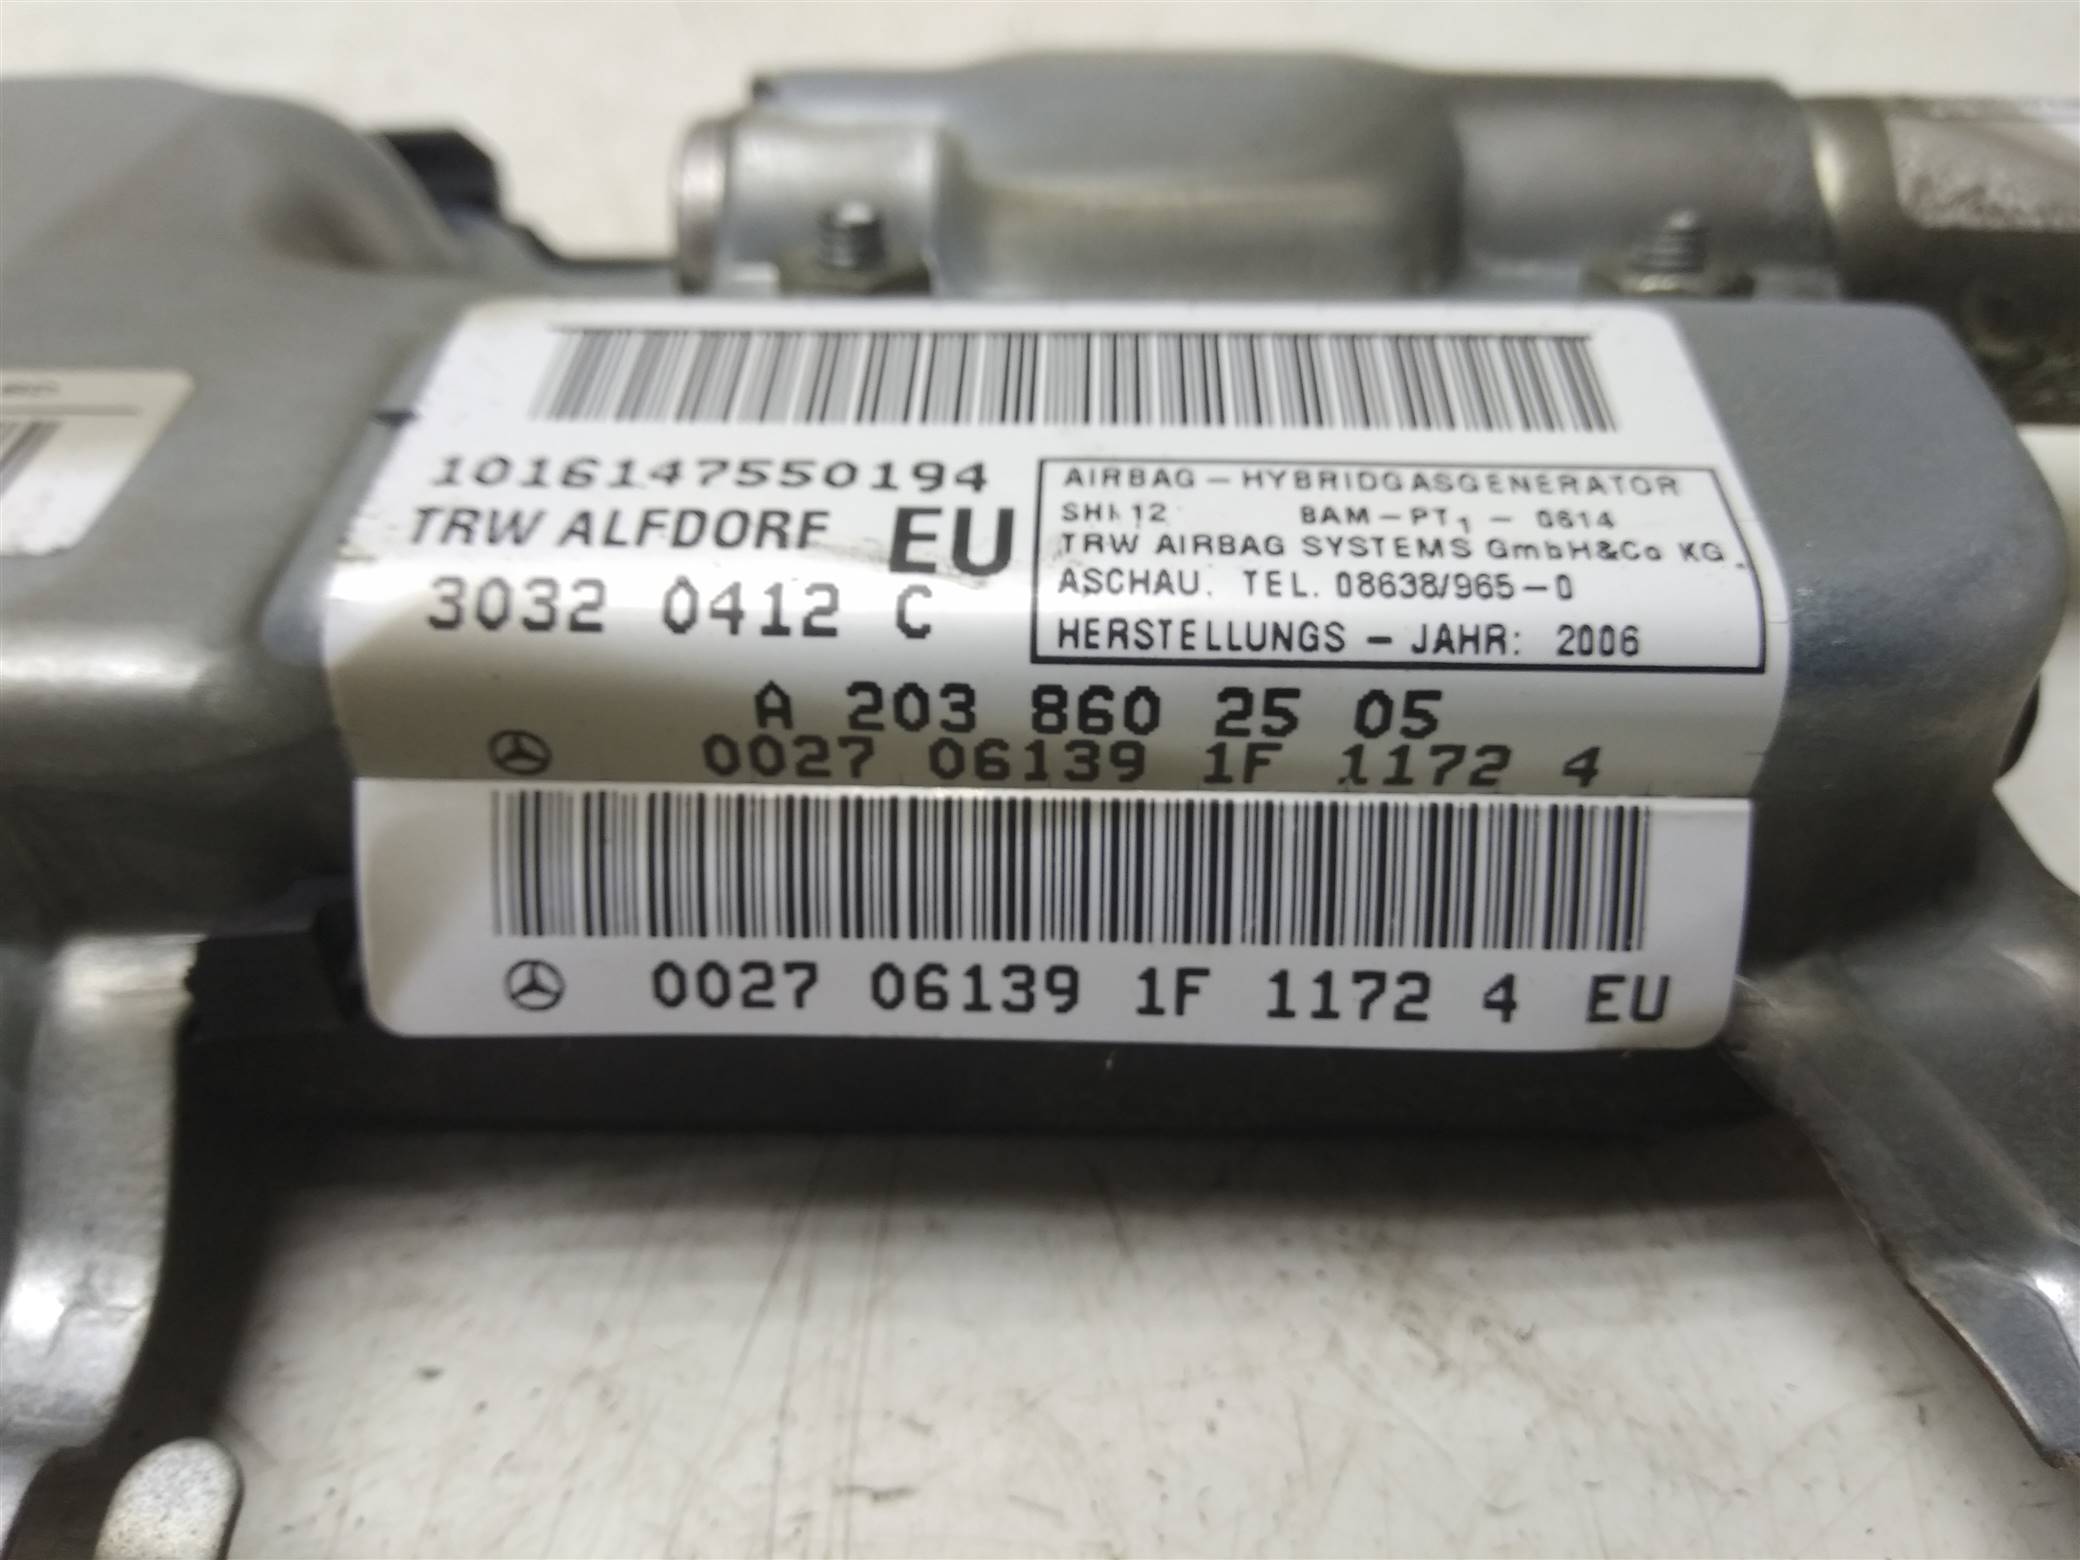 1016147550194
TRW ALFDORF EU
3032 0412 C
AIRBAG - HYBRIDGASGENERATOR
12 BAM-PT1 - 0614
TRW AIRBAG SYSTEMS GmbH&Co KG
ASCHAU. TEL. 08638/965-0
HERSTELLUNGS - JAHR: 2006
A 203 860 25 05
0027 06139 1F 1172 4
0027 06139 1F 1172 4 EU